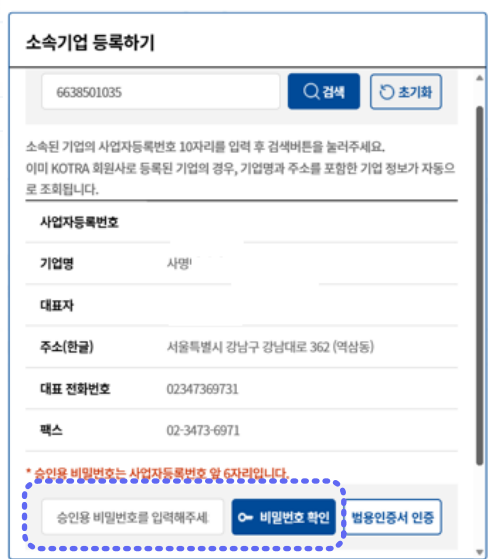 소속기업 등록하기
6638501035 검색 초기화
소속된 기업의 사업자등록번호 10자리를 입력 후 검색버튼을 눌러주세요.
이미 KOTRA 회원사로 등록된 기업의 경우, 기업명과 주소를 포함한 기업 정보가 자동으
로 조회됩니다.
사업자등록번호
기업명 사명
대표자
주소(한글) 서울특별시 강남구 강남대로 362 (역삼동)
대표 전화번호 02347369731
팩스 02-3473-6971
* 승인용 비밀번호는 사업자등록번호 앞 6자리입니다.
승인용 비밀번호를 입력해주세 비밀번호 확인 범용인증서 인증